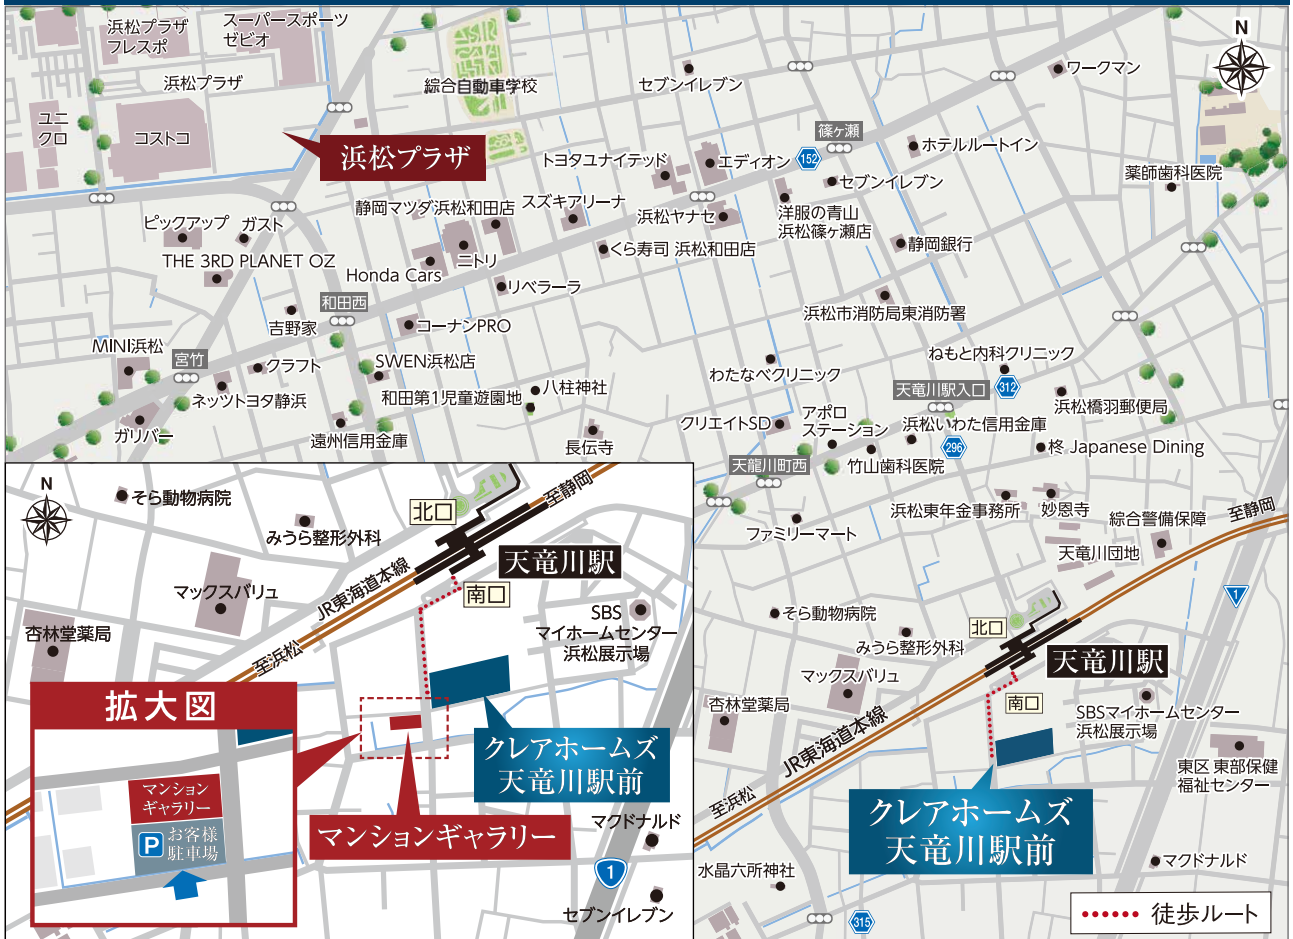 浜松プラザ
フレスポ
スーパースポーツ
ゼビオ
浜松プラザ
ユニ
クロ
コストコ
綜合自動車学校
セブンイレブン
ワークマン
N
浜松プラザ
篠ヶ瀬
152
トヨタユナイテッド
エディオン
ホテルルートイン
セブンイレブン
薬師歯科医院
ピックアップ
ガスト
静岡マツダ浜松和田店
スズキアリーナ
浜松ヤナセ
洋服の青山
浜松篠ヶ瀬店
静岡銀行
THE 3RD PLANET OZ
Honda Cars
ニトリ
くら寿司 浜松和田店
リベラーラ
和田西
吉野家
コーナンPRO
浜松市消防局東消防署
MINI浜松
宮竹
クラフト
SWEN浜松店
わたなべクリニック
ねもと内科クリニック
天竜川駅入口
312
ネッツトヨタ静浜
和田第1児童遊園地
八柱神社
浜松橋羽郵便局
ガリバー
遠州信用金庫
長伝寺
クリエイトSD
アポロ
ステーション
浜松いわた信用金庫
296
柊 Japanese Dining
天龍川町西
竹山歯科医院
ファミリーマート
浜松東年金事務所
妙恩寺
綜合警備保障
至静岡
天竜川団地
1
そら動物病院
みうら整形外科
北口
天竜川駅
マックスバリュ
南口
杏林堂薬局
JR東海道本線
SBSマイホームセンター
浜松展示場
至浜松
東区 東部保健
福祉センター
クレアホームズ
天竜川駅前
水晶六所神社
マクドナルド
315
徒歩ルート
N
そら動物病院
みうら整形外科
北口
至静岡
天竜川駅
マックスバリュ
JR東海道本線
南口
杏林堂薬局
SBS
マイホームセンター
浜松展示場
至浜松
拡大図
マンション
ギャラリー
P
お客様
駐車場
クレアホームズ
天竜川駅前
マンションギャラリー
マクドナルド
1
セブンイレブン